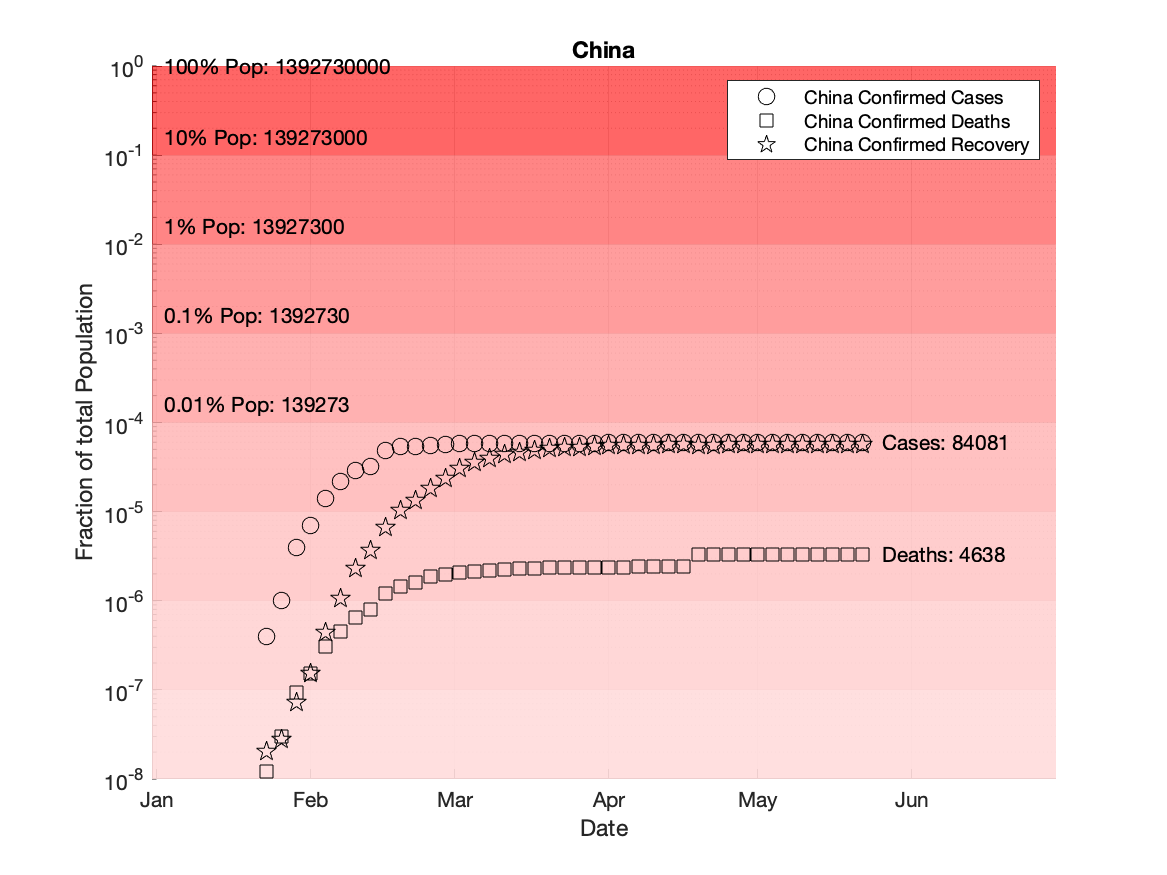 China
10⁰
100% Pop: 1392730000
China Confirmed Cases
China Confirmed Deaths
China Confirmed Recovery
10% Pop: 139273000
10⁻¹
1% Pop: 13927300
10⁻²
0.1% Pop: 1392730
10⁻³
0.01% Pop: 139273
10⁻⁴
Cases: 84081
10⁻⁵
Deaths: 4638
10⁻⁶
10⁻⁷
10⁻⁸
Fraction of total Population
Jan Feb Mar Apr May Jun
Date